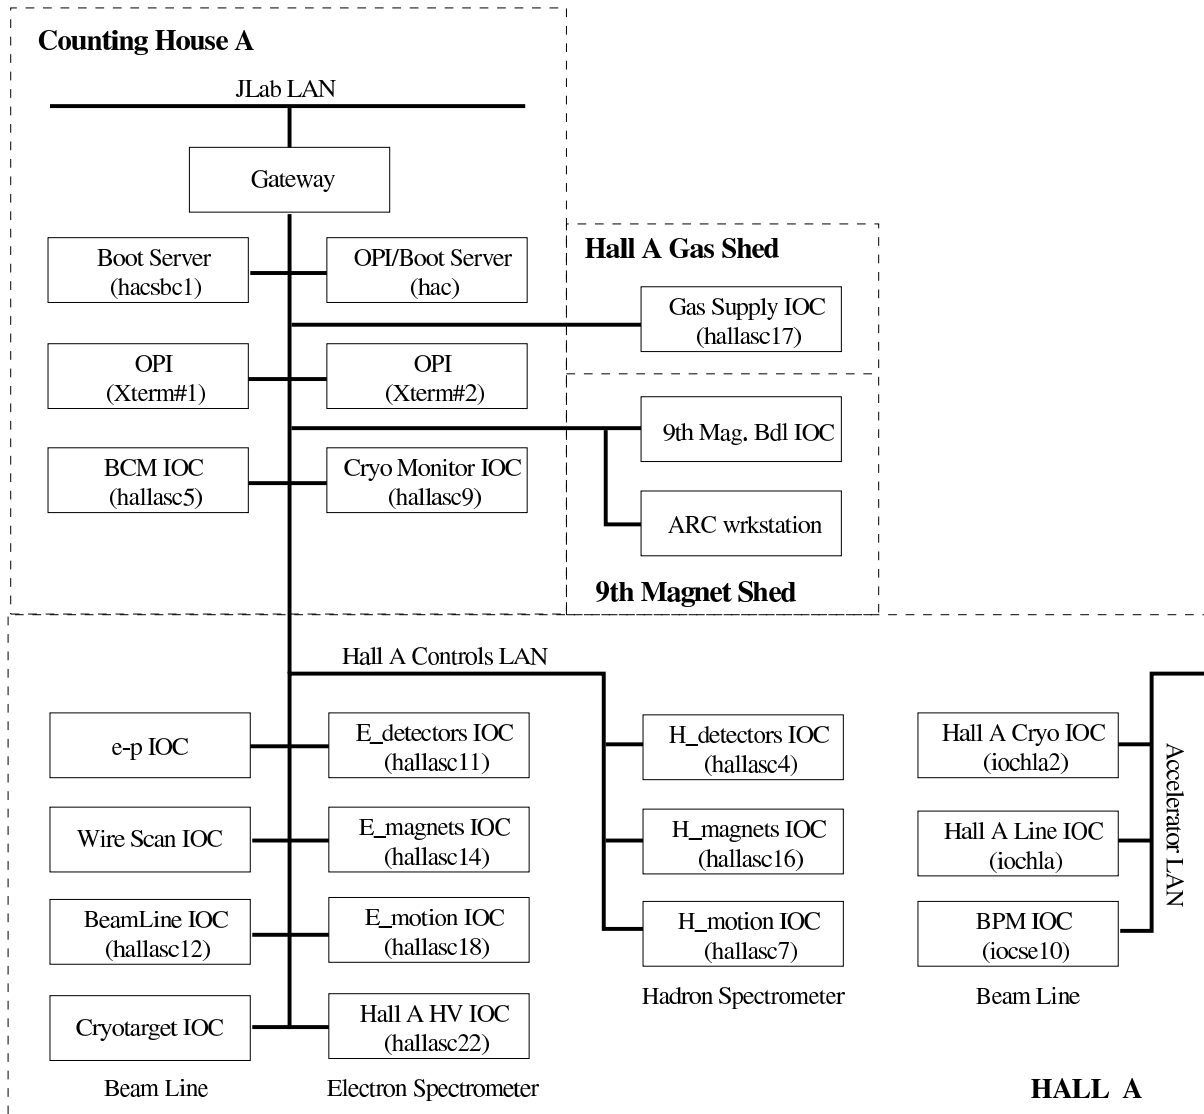 Counting House A
JLab LAN
Gateway
Boot Server
(hacsbc1)
OPI/Boot Server
(hac)
Hall A Gas Shed
Gas Supply IOC
(hallasc17)
OPI
(Xterm#1)
OPI
(Xterm#2)
9th Mag. Bdl IOC
BCM IOC
(hallasc5)
Cryo Monitor IOC
(hallasc9)
ARC wrkstation
9th Magnet Shed
Hall A Controls LAN
e-p IOC
E_detectors IOC
(hallasc11)
H_detectors IOC
(hallasc4)
Hall A Cryo IOC
(iochla2)
Accelerator LAN
Wire Scan IOC
E_magnets IOC
(hallasc14)
H_magnets IOC
(hallasc16)
Hall A Line IOC
(iochla)
BeamLine IOC
(hallasc12)
E_motion IOC
(hallasc18)
H_motion IOC
(hallasc7)
BPM IOC
(iocse10)
Hadron Spectrometer
Beam Line
Cryotarget IOC
Hall A HV IOC
(hallasc22)
Beam Line
Electron Spectrometer
HALL A